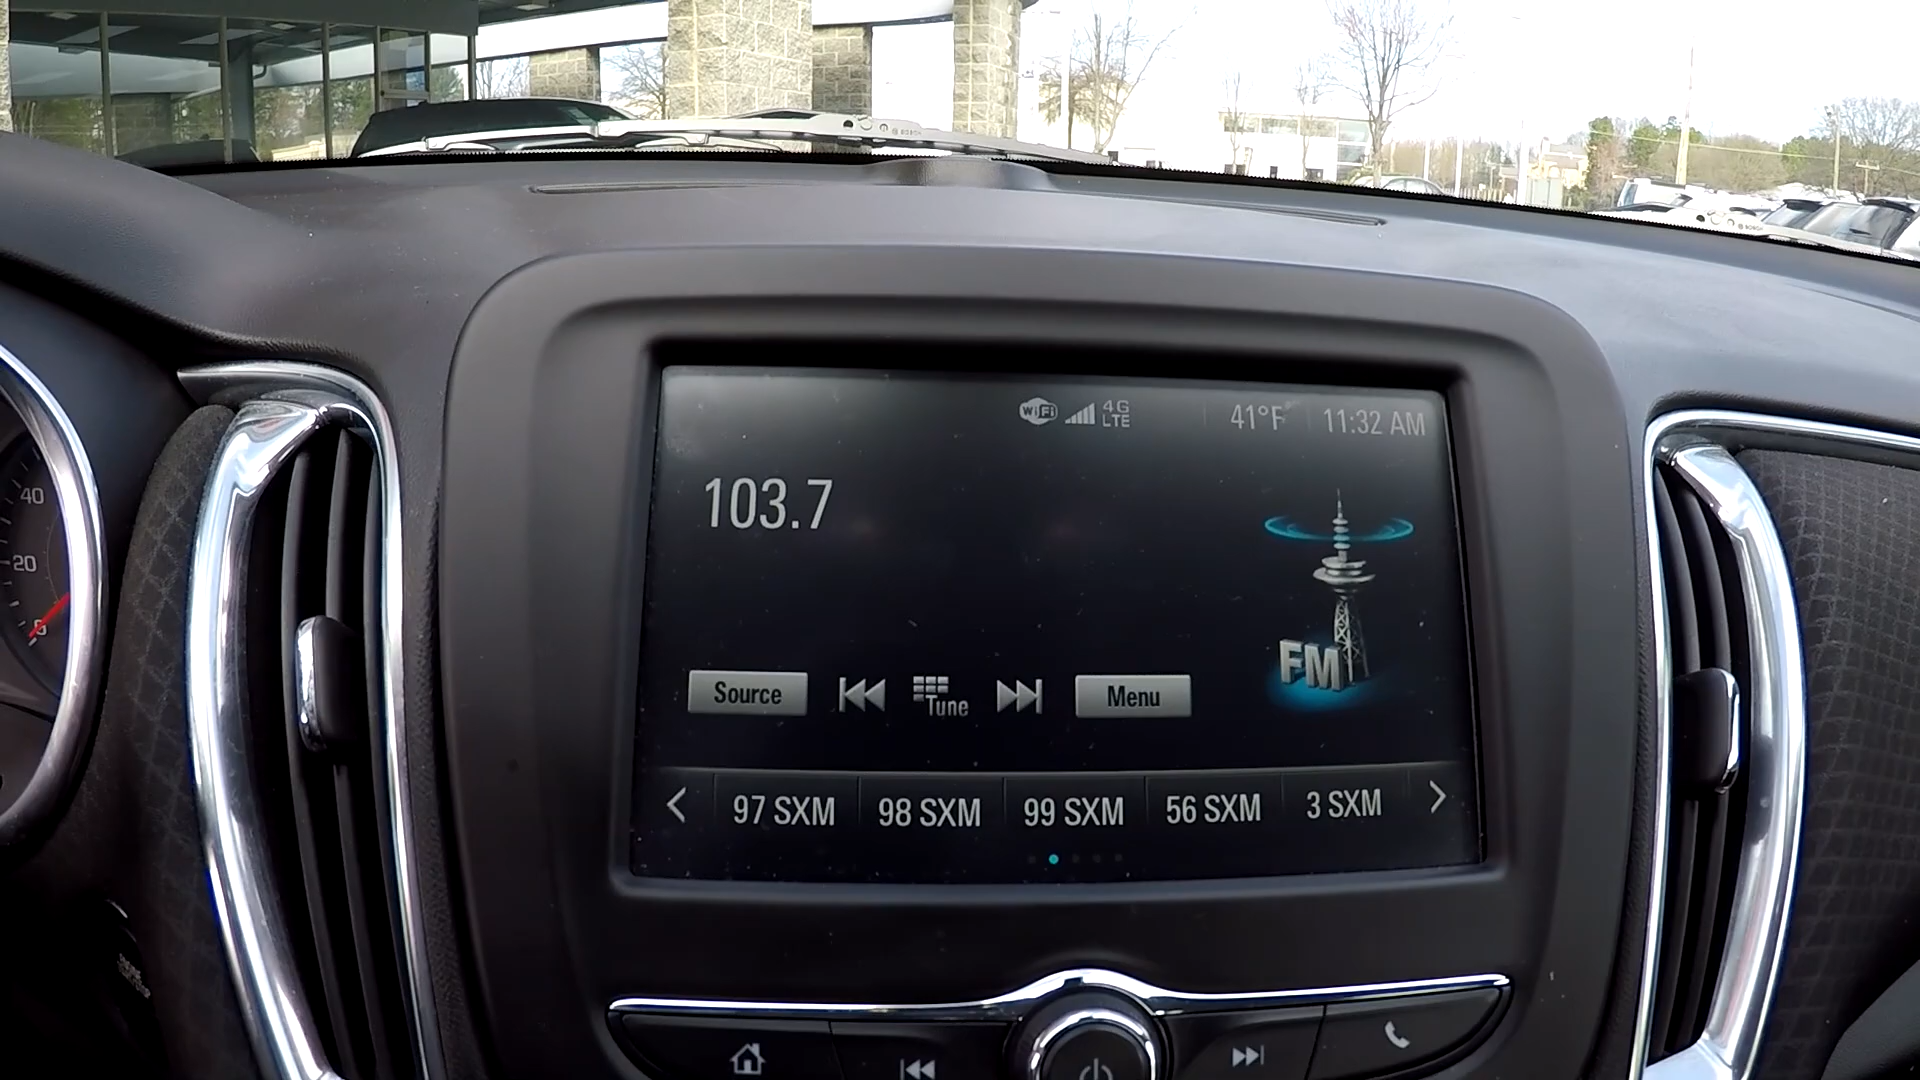 BOSCH
WiFi 4G LTE 41°F 11:32 AM
103.7
40
20
0
FM
Source Tune Menu
97 SXM 98 SXM 99 SXM 56 SXM 3 SXM